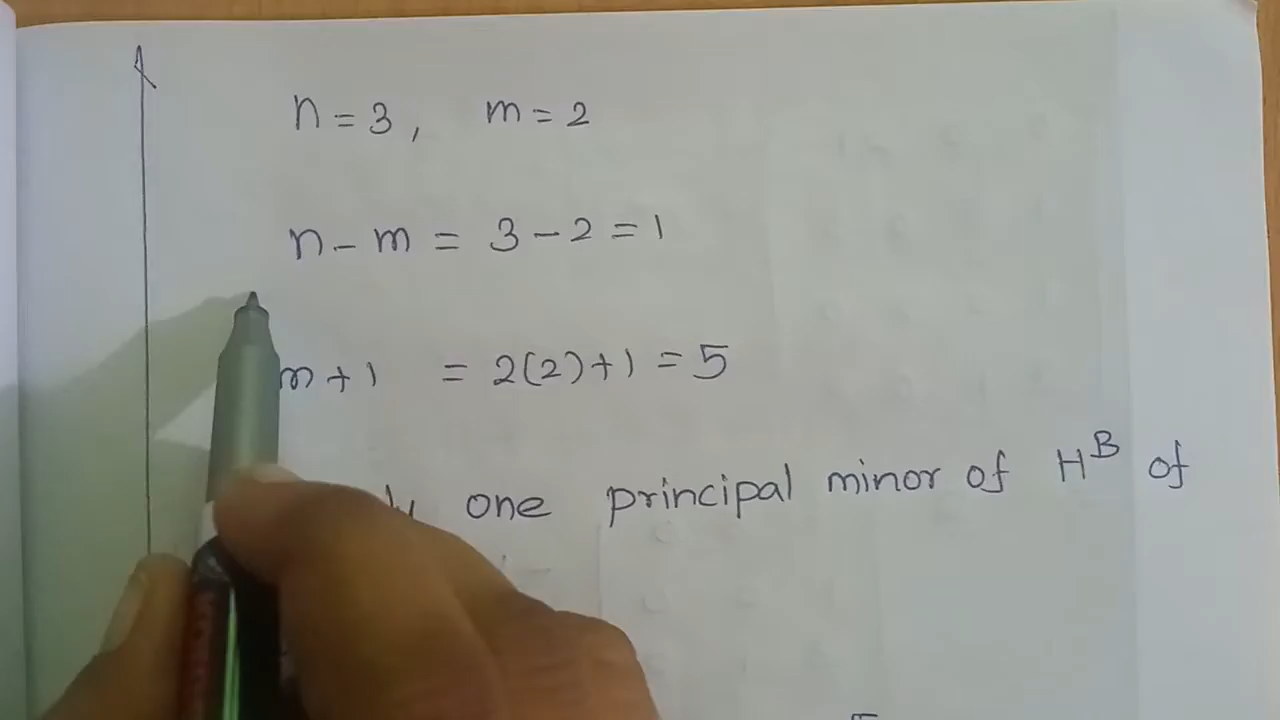 n = 3, m = 2
n - m = 3 - 2 = 1
m + 1 = 2(2) + 1 = 5
one principal minor of H^B of